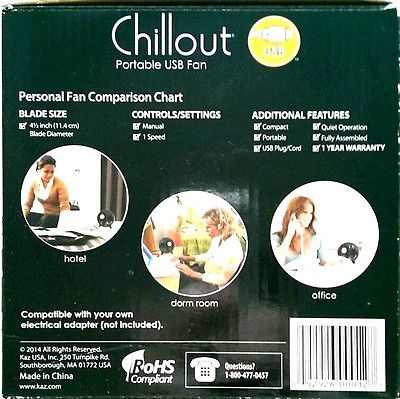 Chillout
Portable USB Fan
USB
Personal Fan Comparison Chart
BLADE SIZE
4½ inch (11.4 cm)
Blade Diameter
CONTROLS/SETTINGS
Manual
1 Speed
ADDITIONAL FEATURES
Compact
Portable
USB Plug/Cord
Quiet Operation
Fully Assembled
1 YEAR WARRANTY
hotel
dorm room
office
Compatible with your own
electrical adapter (not included).
© 2014 All Rights Reserved.
Kaz USA, Inc. 250 Turnpike Rd.
Southborough, MA 01772 USA
Made in China
www.kaz.com
RoHS
Compliant
Questions?
1-800-477-0457